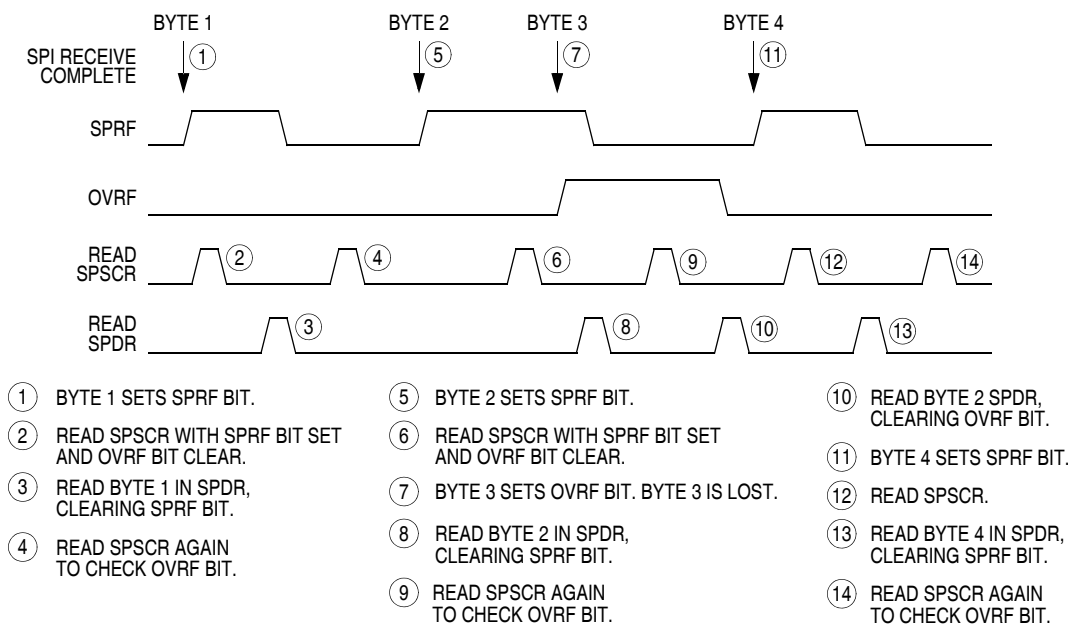 BYTE 1 BYTE 2 BYTE 3 BYTE 4
SPI RECEIVE
COMPLETE
1 5 7 11
SPRF
OVRF
READ
SPSCR
2 4 6 9 12 14
READ
SPDR
3 8 10 13
1 BYTE 1 SETS SPRF BIT.
2 READ SPSCR WITH SPRF BIT SET
AND OVRF BIT CLEAR.
3 READ BYTE 1 IN SPDR,
CLEARING SPRF BIT.
4 READ SPSCR AGAIN
TO CHECK OVRF BIT.
5 BYTE 2 SETS SPRF BIT.
6 READ SPSCR WITH SPRF BIT SET
AND OVRF BIT CLEAR.
7 BYTE 3 SETS OVRF BIT. BYTE 3 IS LOST.
8 READ BYTE 2 IN SPDR,
CLEARING SPRF BIT.
9 READ SPSCR AGAIN
TO CHECK OVRF BIT.
10 READ BYTE 2 SPDR,
CLEARING OVRF BIT.
11 BYTE 4 SETS SPRF BIT.
12 READ SPSCR.
13 READ BYTE 4 IN SPDR,
CLEARING SPRF BIT.
14 READ SPSCR AGAIN
TO CHECK OVRF BIT.